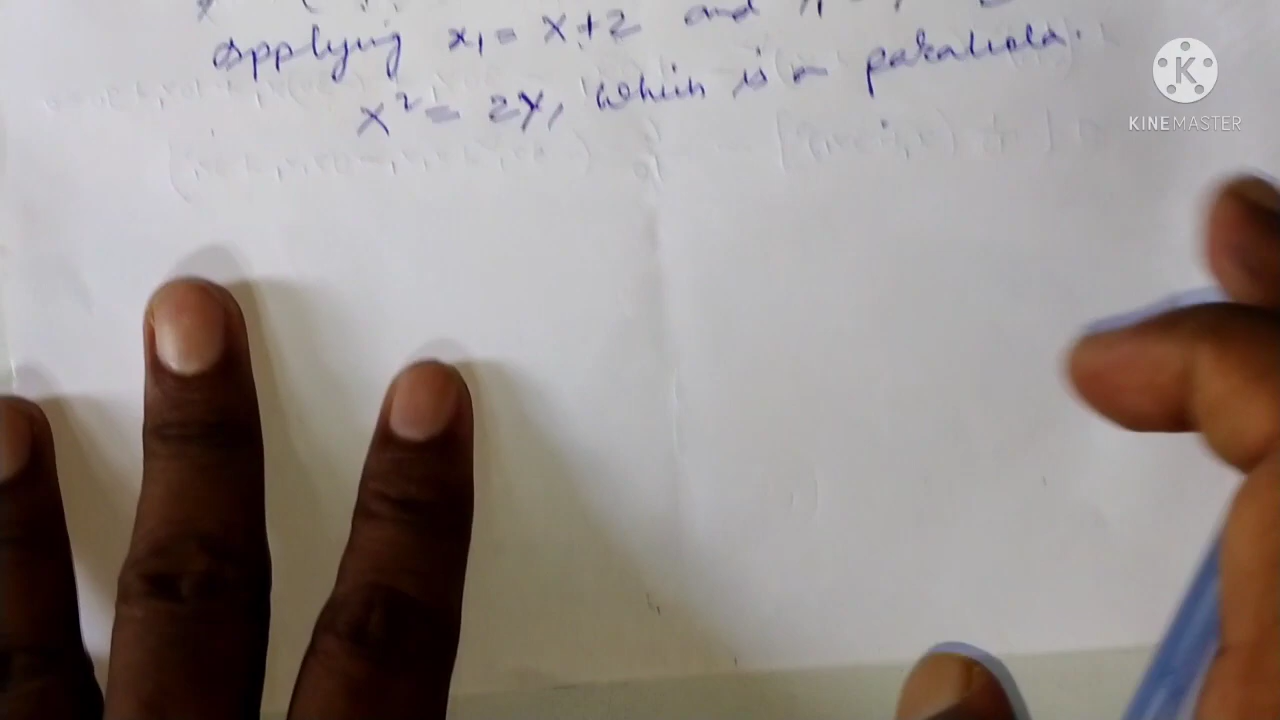 applying x₁ = X+2 and
X² = 2Y, which is a parabola.
KINEMASTER